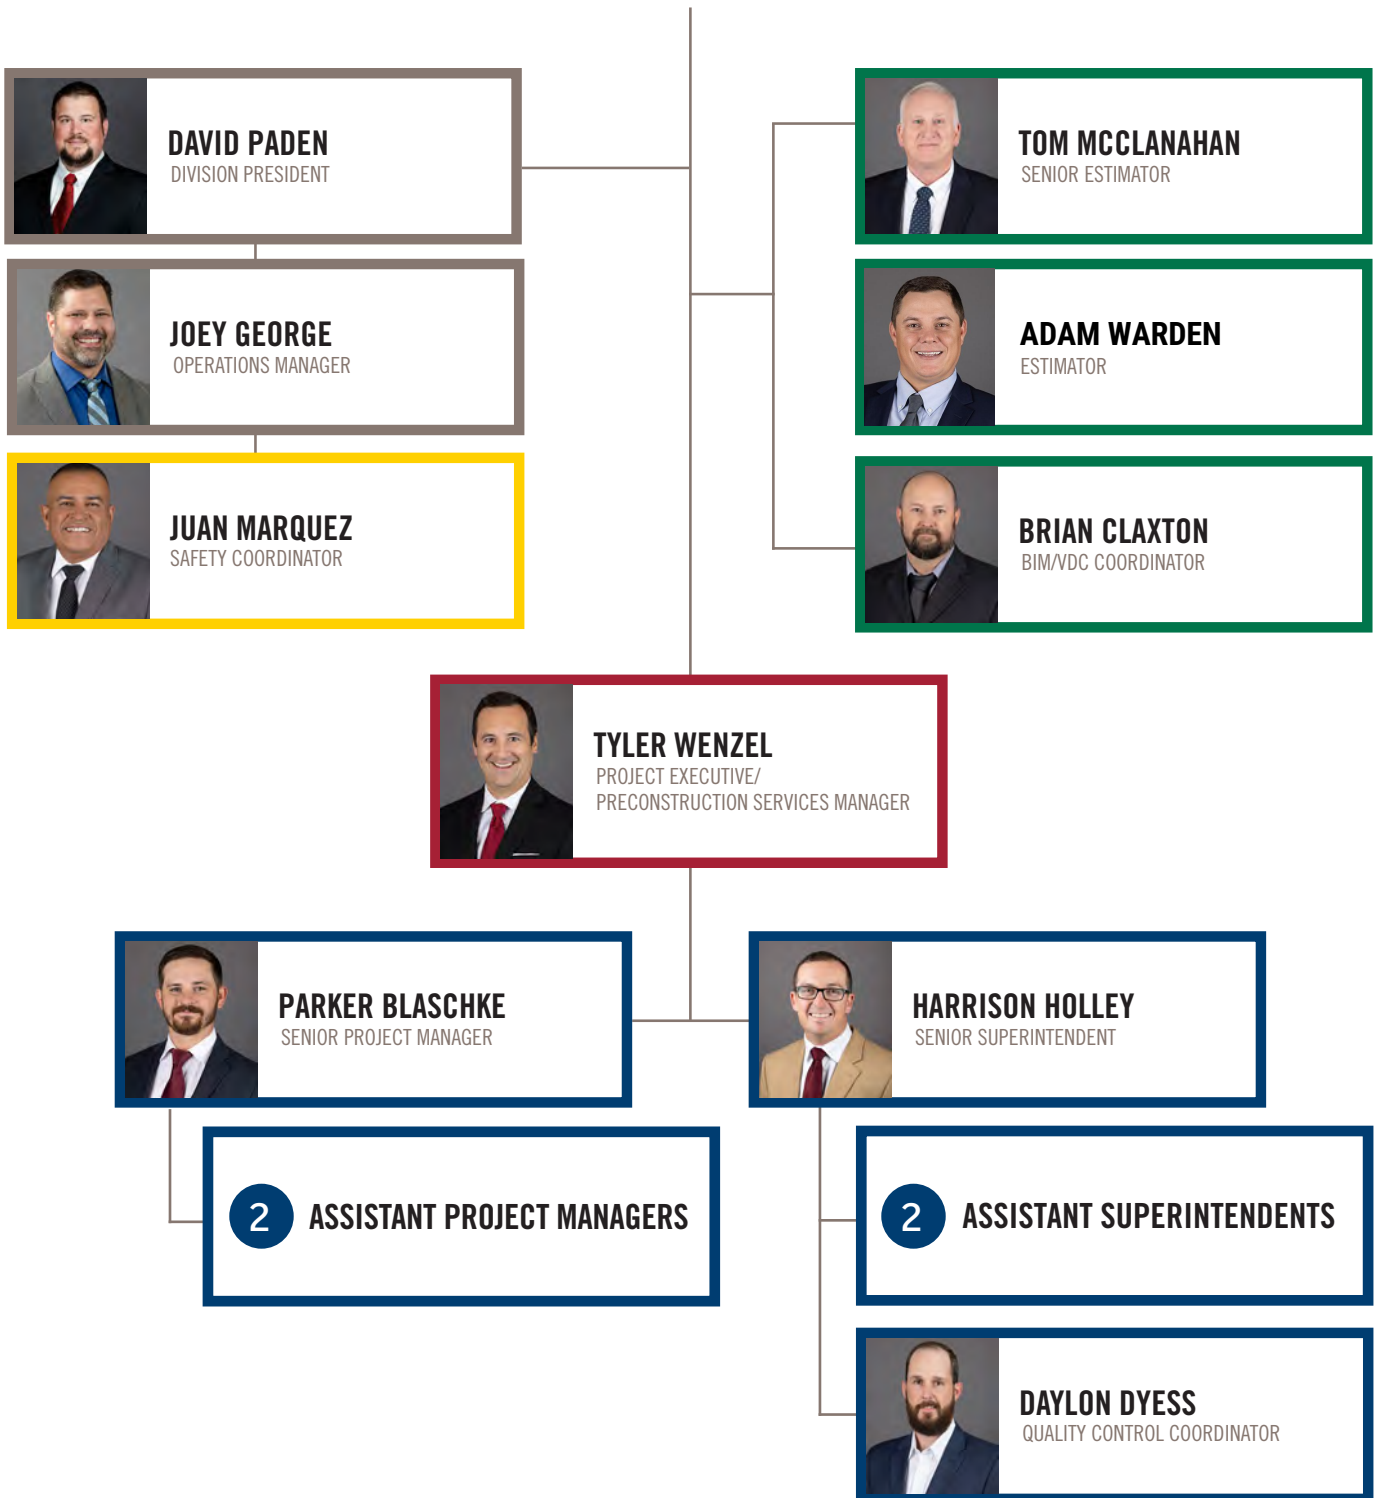 DAVID PADEN
DIVISION PRESIDENT
JOEY GEORGE
OPERATIONS MANAGER
JUAN MARQUEZ
SAFETY COORDINATOR
TOM MCCLANAHAN
SENIOR ESTIMATOR
ADAM WARDEN
ESTIMATOR
BRIAN CLAXTON
BIM/VDC COORDINATOR
TYLER WENZEL
PROJECT EXECUTIVE/
PRECONSTRUCTION SERVICES MANAGER
PARKER BLASCHKE
SENIOR PROJECT MANAGER
2 ASSISTANT PROJECT MANAGERS
HARRISON HOLLEY
SENIOR SUPERINTENDENT
2 ASSISTANT SUPERINTENDENTS
DAYLON DYESS
QUALITY CONTROL COORDINATOR